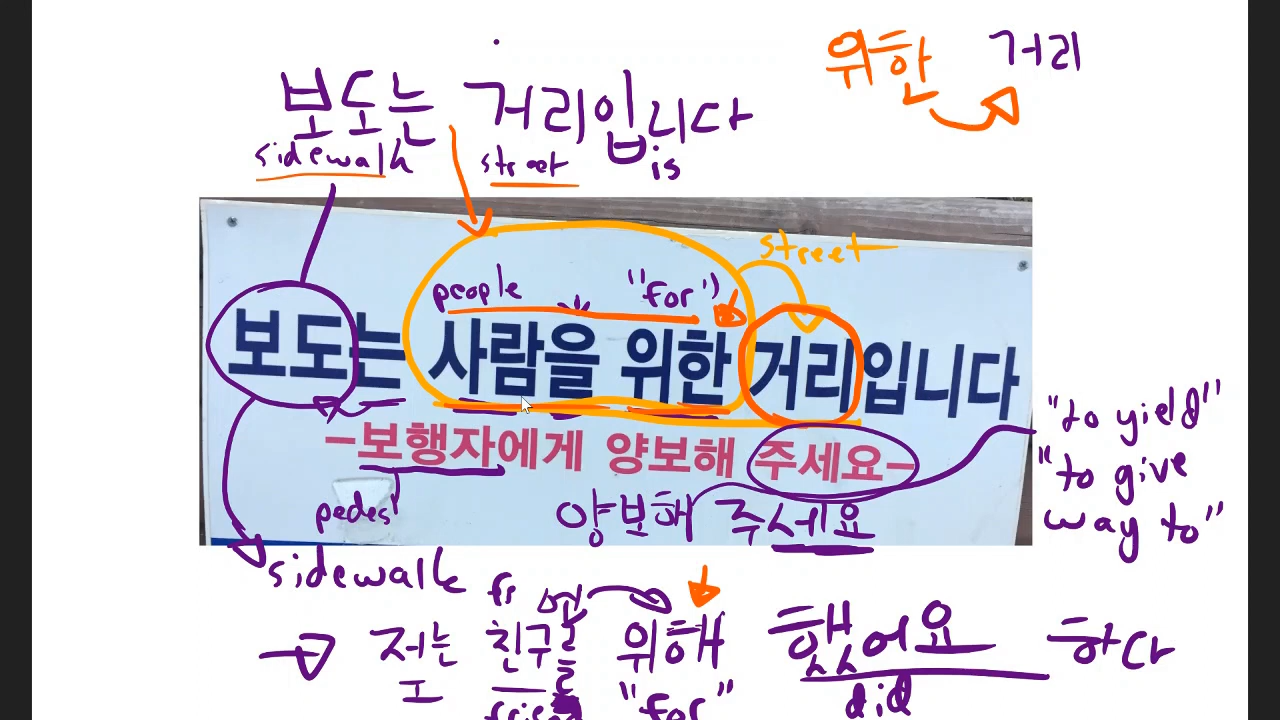 위한 거리
보도는 거리입니다
sidewalk street is
street
people "for"
보도는 사람을 위한 거리입니다
"to yield"
-보행자에게 양보해 주세요-
"to give
way to"
pedest
양보해 주세요
sidewalk
저는 친구를 위해 했어요 하다
I friend "for" did